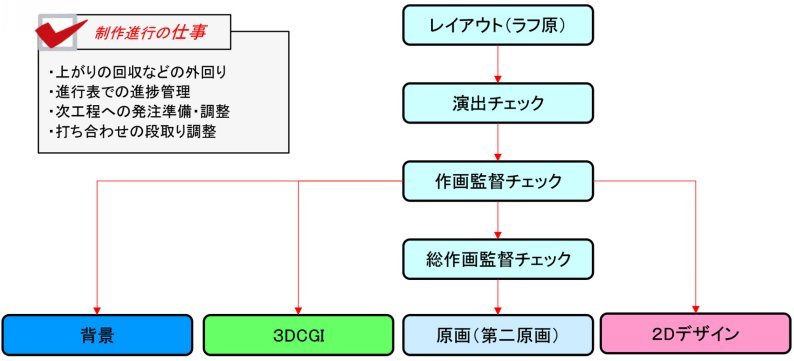 制作進行の仕事
・上がりの回収などの外回り
・進行表での進捗管理
・次工程への発注準備・調整
・打ち合わせの段取り調整
レイアウト（ラフ原）
演出チェック
作画監督チェック
総作画監督チェック
背景
3DCGI
原画（第二原画）
2Dデザイン